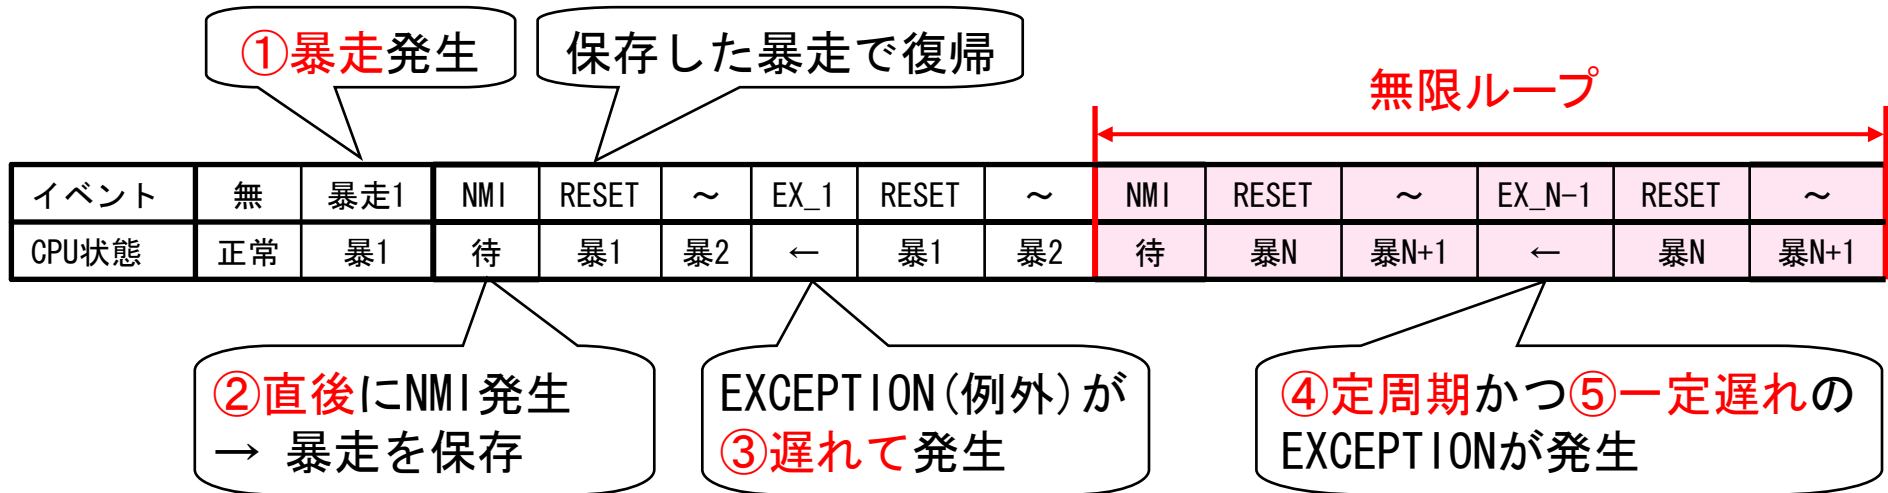 ①暴走発生
保存した暴走で復帰
無限ループ
イベント 無 暴走1 NMI RESET ～ EX_1 RESET ～ NMI RESET ～ EX_N-1 RESET ～
CPU状態 正常 暴1 待 暴1 暴2 ← 暴1 暴2 待 暴N 暴N+1 ← 暴N 暴N+1
②直後にNMI発生
→ 暴走を保存
EXCEPTION(例外)が
③遅れて発生
④定周期かつ⑤一定遅れの
EXCEPTIONが発生